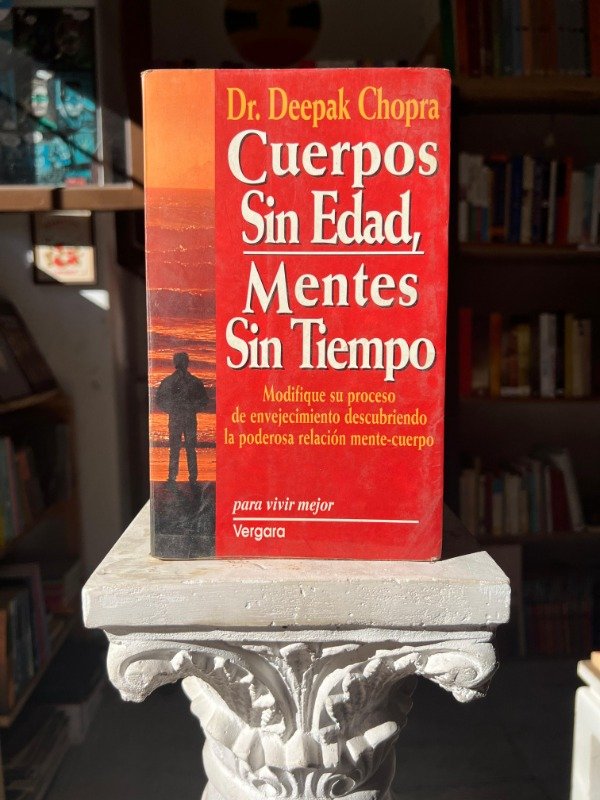 Dr. Deepak Chopra
Cuerpos
Sin Edad,
Mentes
Sin Tiempo
Modifique su proceso
de envejecimiento descubriendo
la poderosa relación mente-cuerpo
para vivir mejor
Vergara